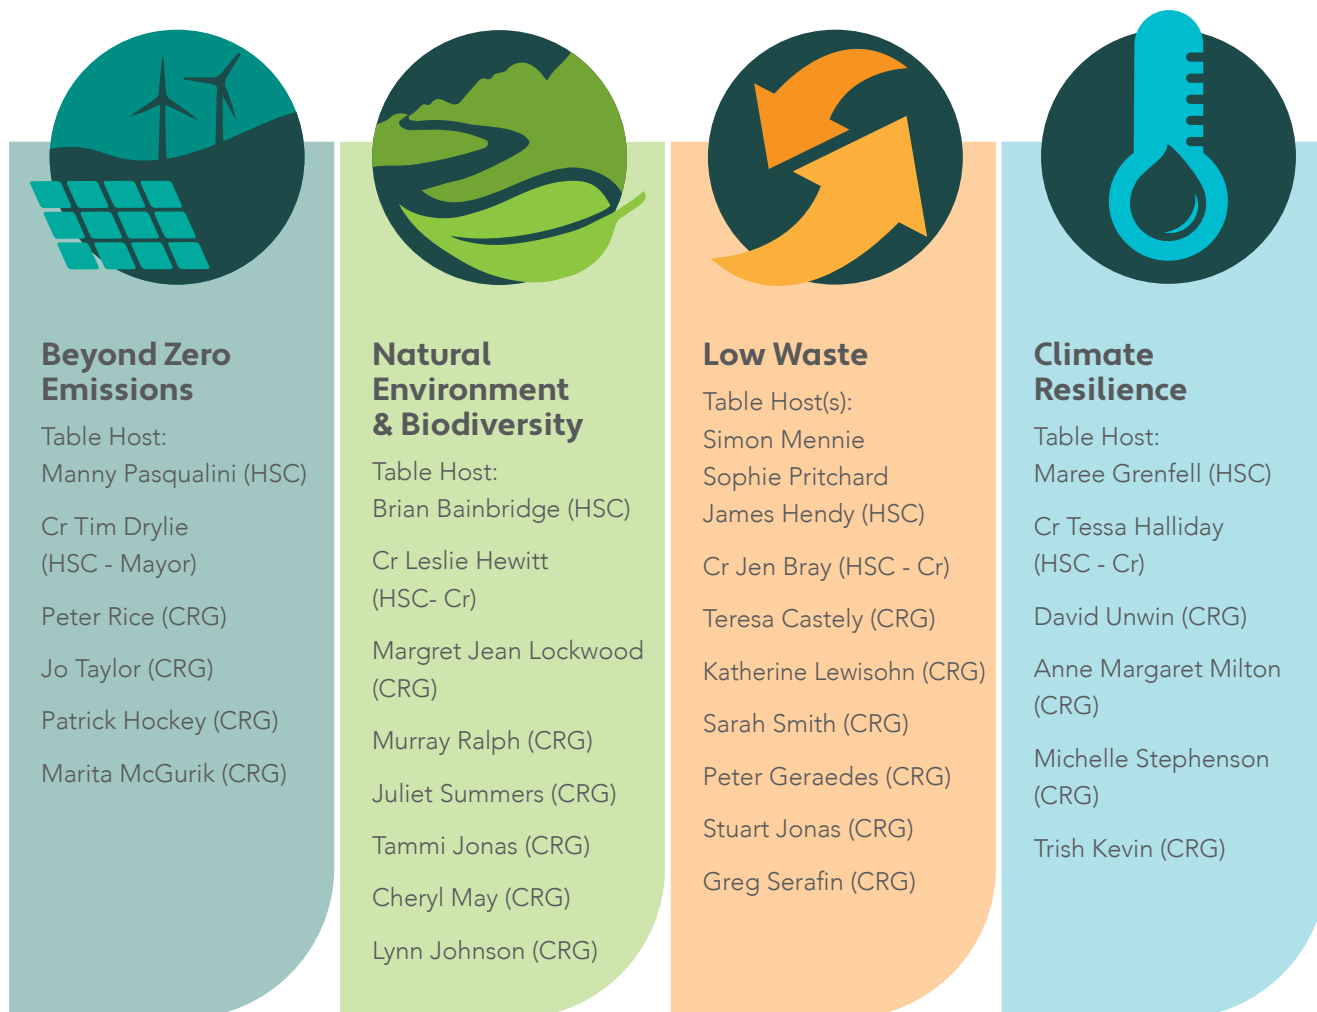 Beyond Zero
Emissions
Table Host:
Manny Pasqualini (HSC)
Cr Tim Drylie
(HSC - Mayor)
Peter Rice (CRG)
Jo Taylor (CRG)
Patrick Hockey (CRG)
Marita McGurik (CRG)
Natural
Environment
& Biodiversity
Table Host:
Brian Bainbridge (HSC)
Cr Leslie Hewitt
(HSC- Cr)
Margret Jean Lockwood
(CRG)
Murray Ralph (CRG)
Juliet Summers (CRG)
Tammi Jonas (CRG)
Cheryl May (CRG)
Lynn Johnson (CRG)
Low Waste
Table Host(s):
Simon Mennie
Sophie Pritchard
James Hendy (HSC)
Cr Jen Bray (HSC - Cr)
Teresa Castely (CRG)
Katherine Lewisohn (CRG)
Sarah Smith (CRG)
Peter Geraedes (CRG)
Stuart Jonas (CRG)
Greg Serafin (CRG)
Climate
Resilience
Table Host:
Maree Grenfell (HSC)
Cr Tessa Halliday
(HSC - Cr)
David Unwin (CRG)
Anne Margaret Milton
(CRG)
Michelle Stephenson
(CRG)
Trish Kevin (CRG)